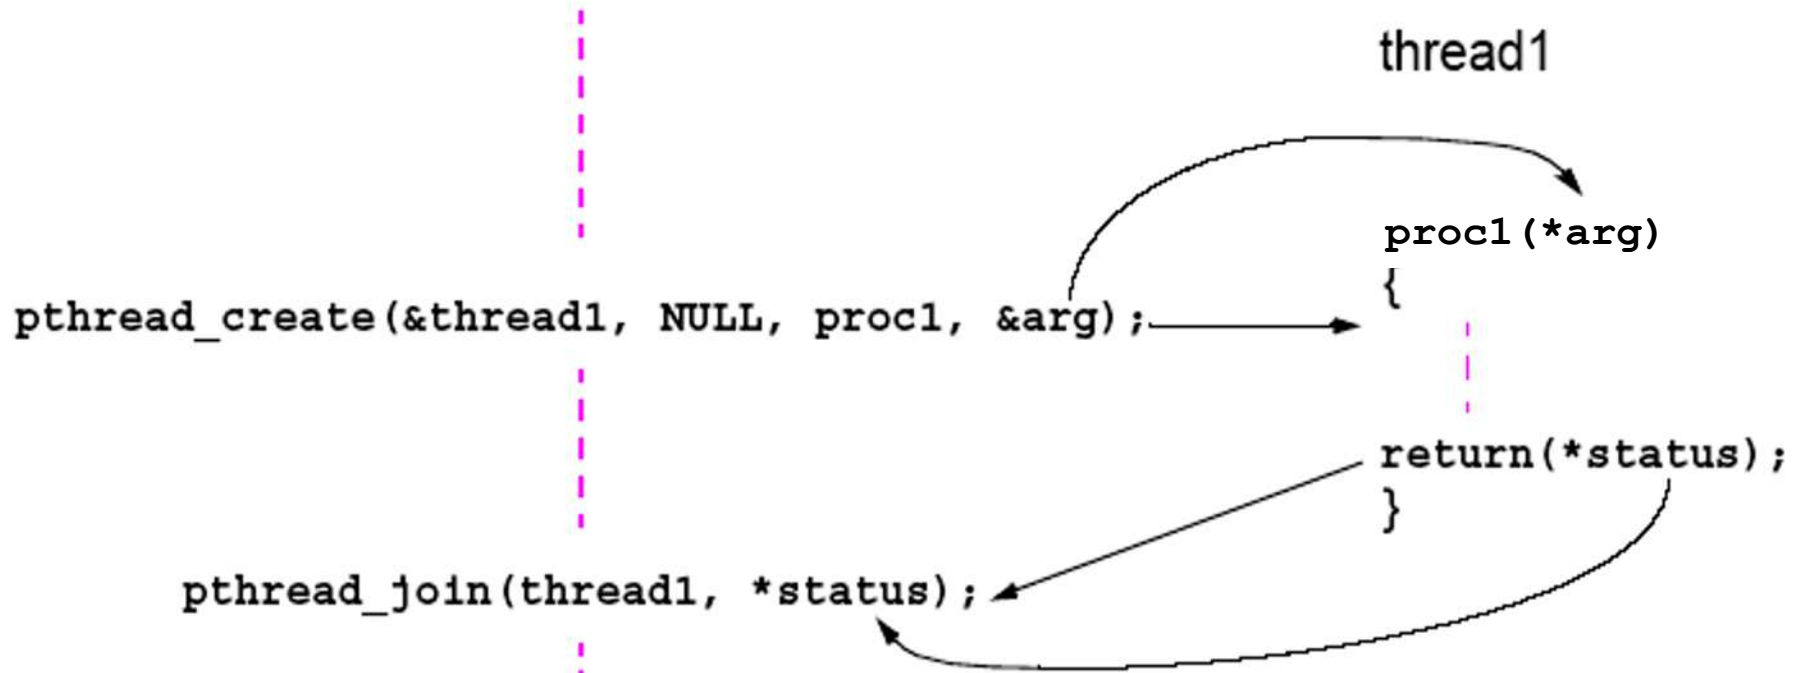 thread1
proc1(*arg)
{
pthread_create(&thread1, NULL, proc1, &arg);
return(*status);
}
pthread_join(thread1, *status);